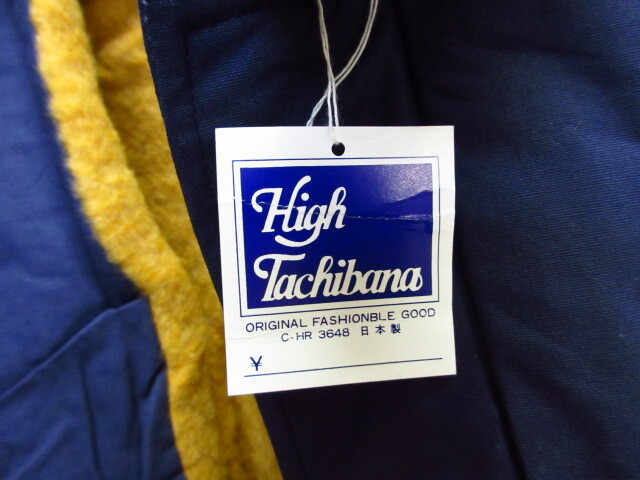 High
Tachibana
ORIGINAL FASHIONBLE GOOD
C-HR 3648 日本製
¥